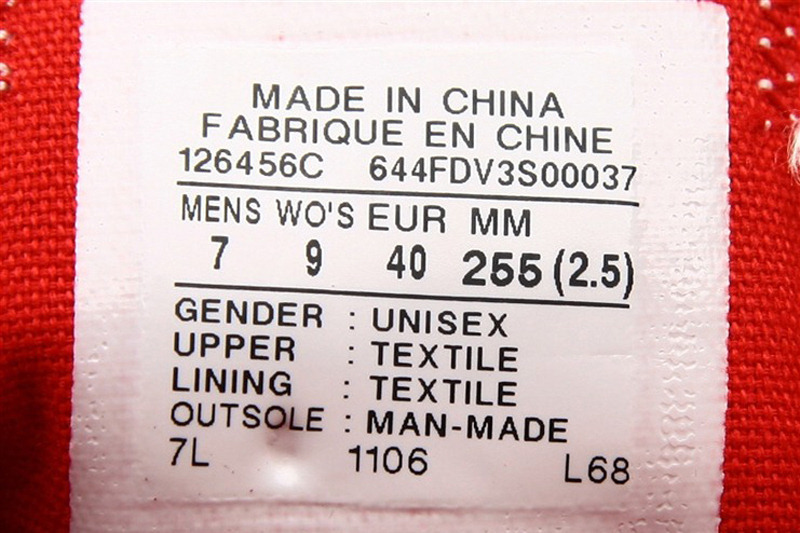 MADE IN CHINA
FABRIQUE EN CHINE
126456C 644FDV3S00037
MENS WO'S EUR MM
7 9 40 255 (2.5)
GENDER : UNISEX
UPPER : TEXTILE
LINING : TEXTILE
OUTSOLE : MAN-MADE
7L 1106 L68